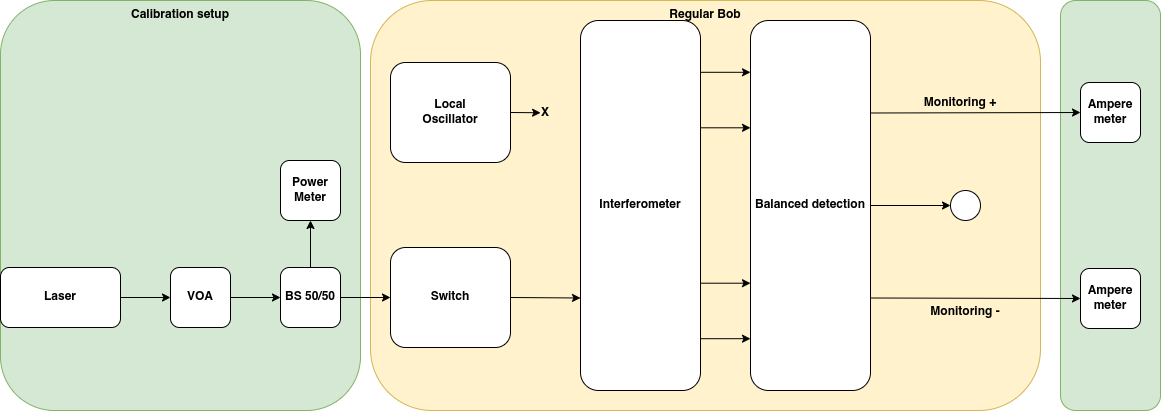 Calibration setup
Regular Bob
Local
Oscillator
X
Monitoring +
Ampere
meter
Power
Meter
Interferometer
Balanced detection
Laser
VOA
BS 50/50
Switch
Monitoring -
Ampere
meter